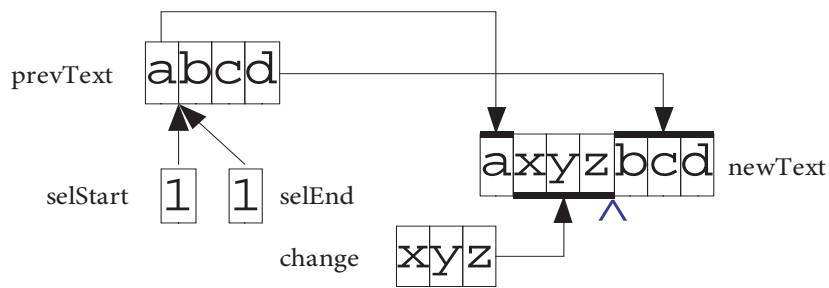 prevText abcd
axyzbcd newText
selStart 1 1 selEnd
change xyz